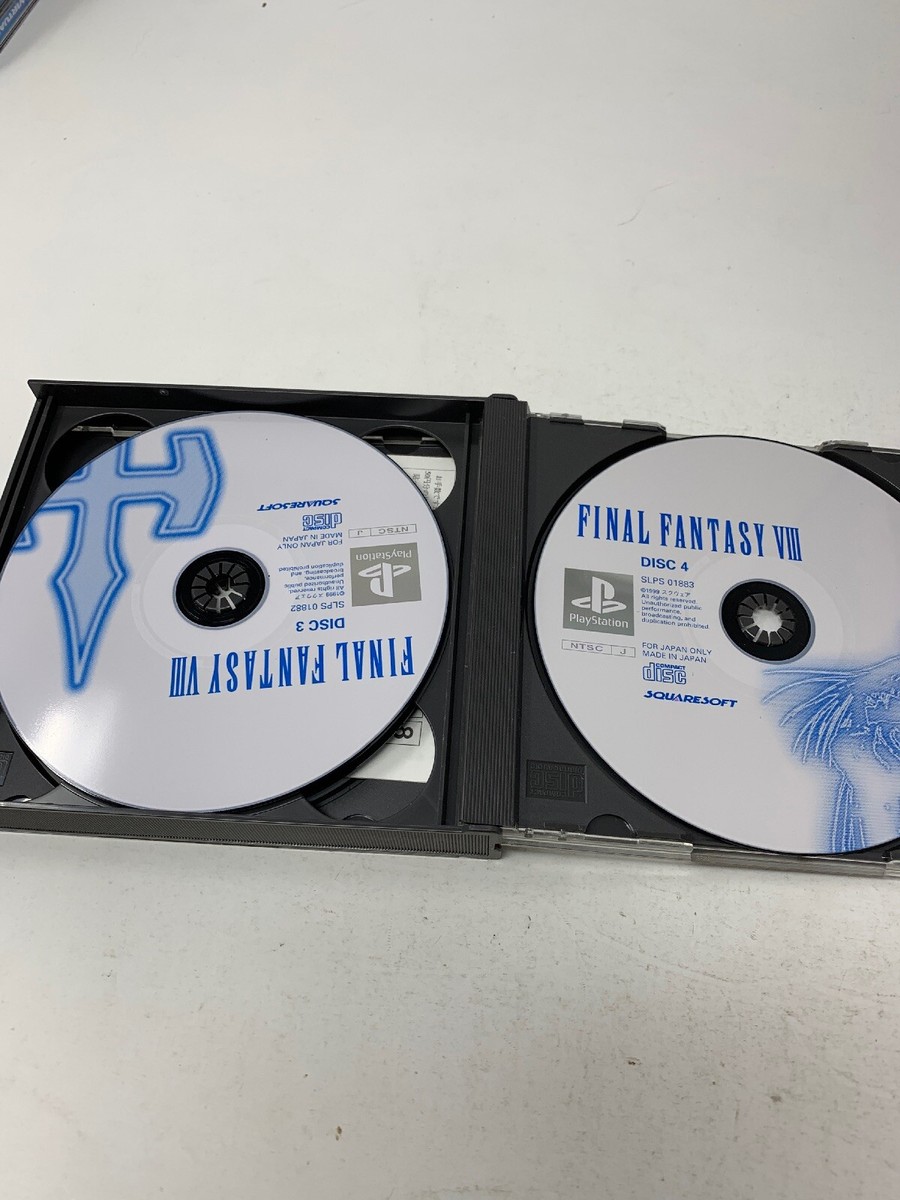 FINAL FANTASY VIII
DISC 3
SLPS 01882
©1999 スクウェア
All rights reserved.
Unauthorized public
performance,
broadcasting, and
duplication prohibited.
PlayStation
NTSC J
FOR JAPAN ONLY
MADE IN JAPAN
COMPACT
disc
SQUARESOFT
8
FINAL FANTASY VIII
DISC 4
SLPS 01883
©1999 スクウェア
All rights reserved.
Unauthorized public
performance,
broadcasting, and
duplication prohibited.
PlayStation
NTSC J
FOR JAPAN ONLY
MADE IN JAPAN
COMPACT
disc
SQUARESOFT
COMPACT
disc